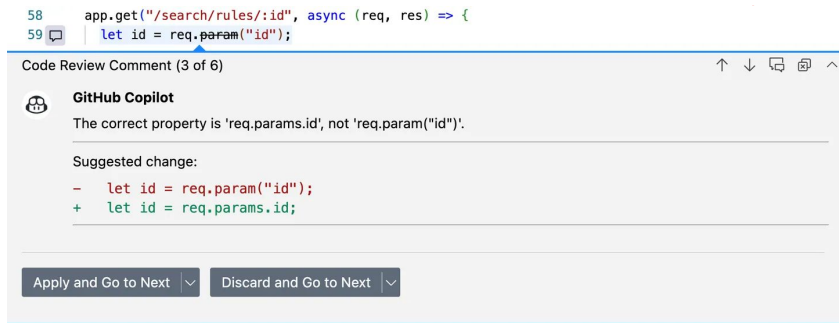 58 app.get("/search/rules/:id", async (req, res) => {
59 let id = req.param("id");
Code Review Comment (3 of 6)
GitHub Copilot
The correct property is 'req.params.id', not 'req.param("id")'.
Suggested change:
- let id = req.param("id");
+ let id = req.params.id;
Apply and Go to Next
Discard and Go to Next